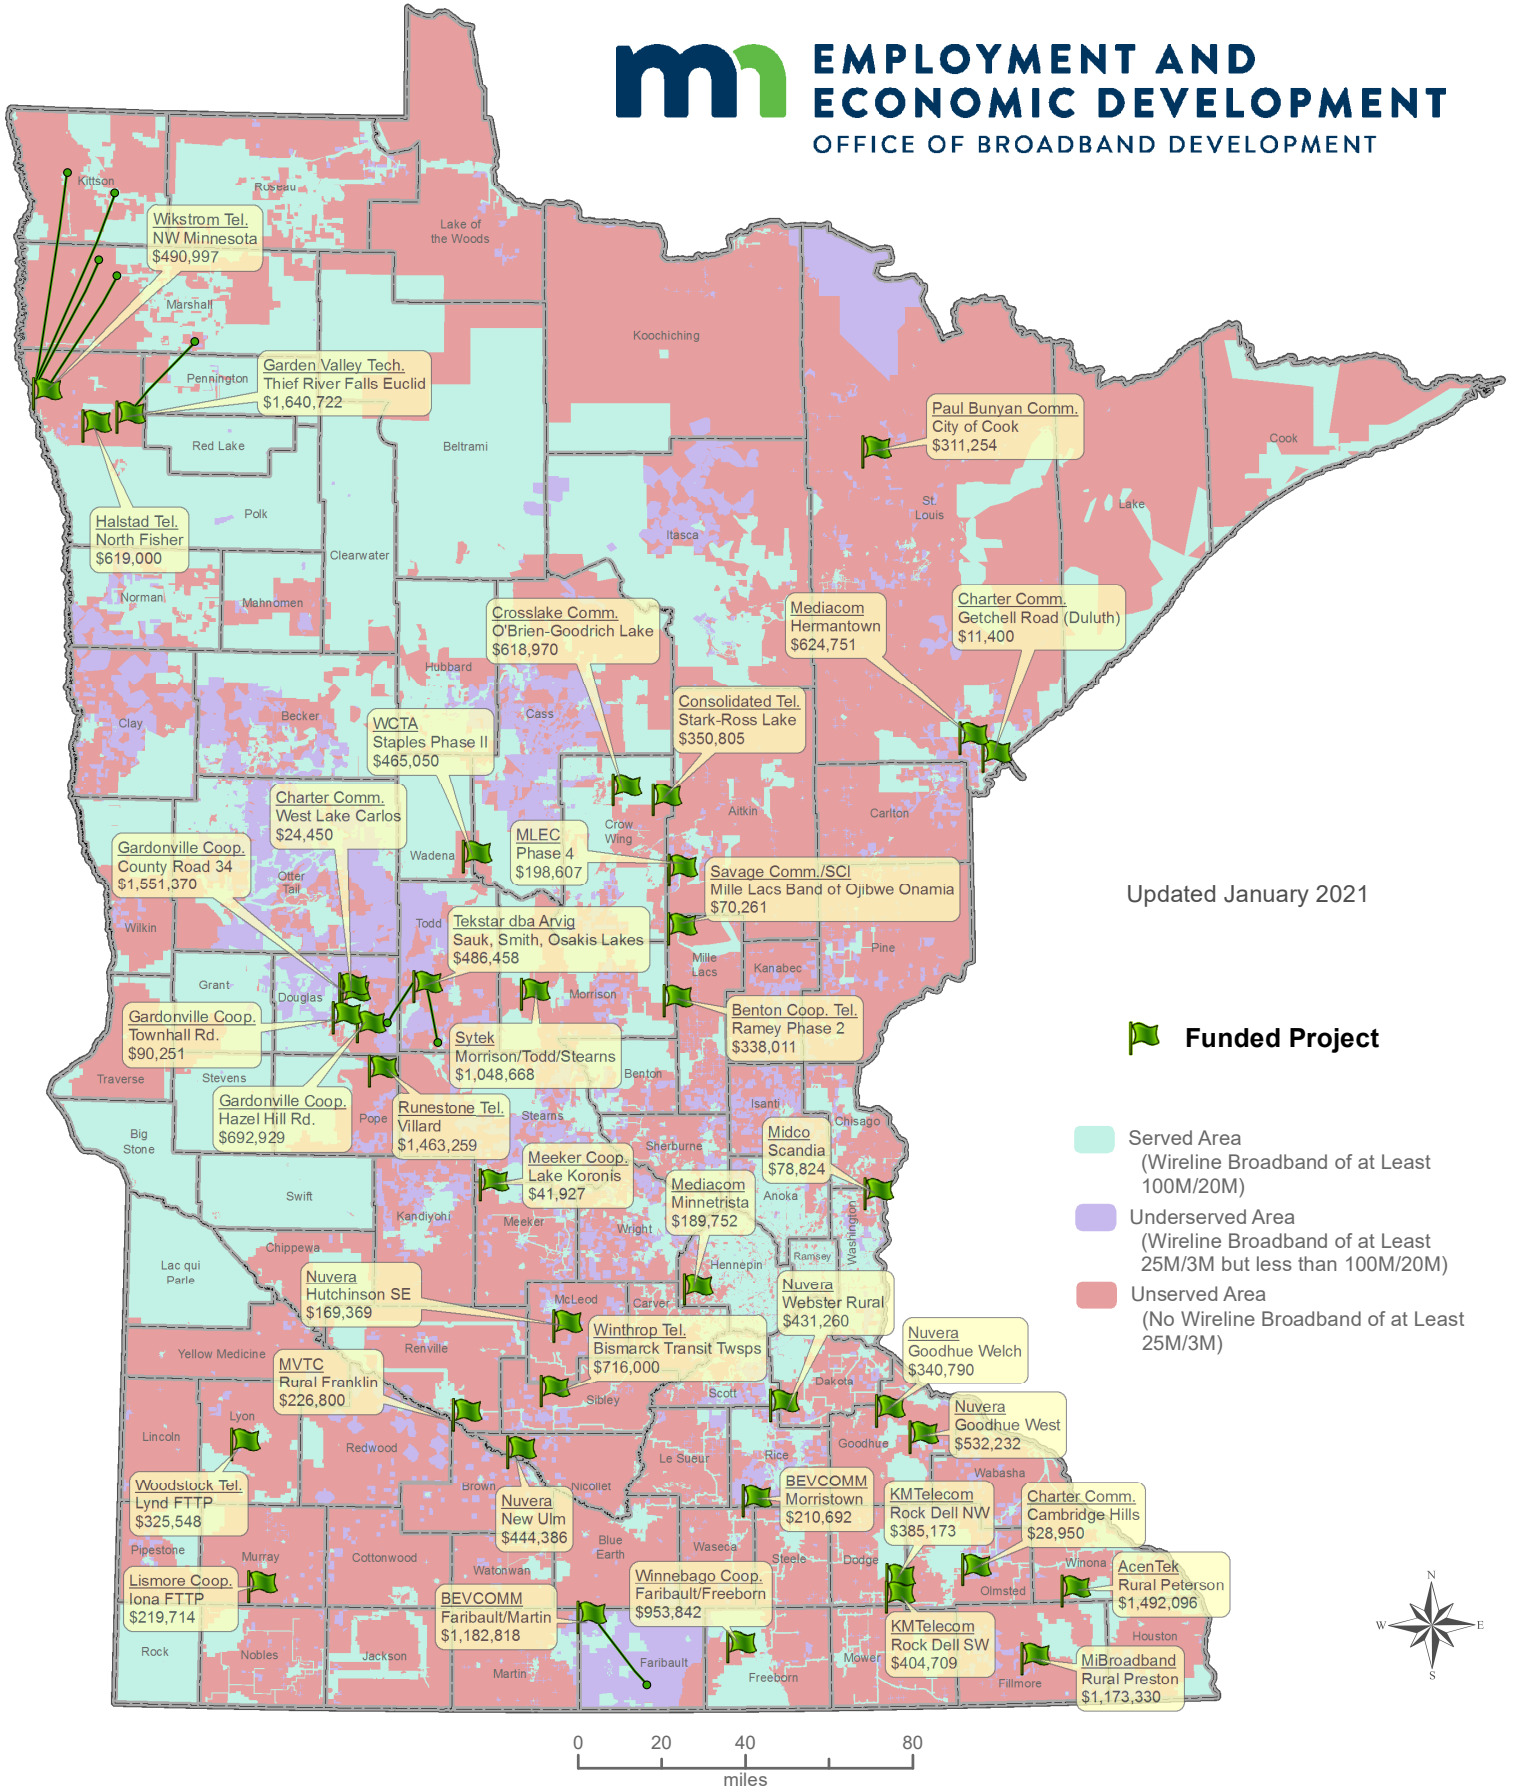 EMPLOYMENT AND
ECONOMIC DEVELOPMENT
OFFICE OF BROADBAND DEVELOPMENT
Kittson
Roseau
Lake of
the Woods
Wikstrom Tel.
NW Minnesota
$490,997
Marshall
Koochiching
Pennington
Garden Valley Tech.
Thief River Falls Euclid
$1,640,722
Red Lake
Beltrami
Paul Bunyan Comm.
City of Cook
$311,254
Cook
Lake
St.
Louis
Itasca
Polk
Halstad Tel.
North Fisher
$619,000
Clearwater
Norman
Mahnomen
Crosslake Comm.
O'Brien-Goodrich Lake
$618,970
Mediacom
Hermantown
$624,751
Charter Comm.
Getchell Road (Duluth)
$11,400
Hubbard
Clay
Becker
Cass
WCTA
Staples Phase II
$465,050
Consolidated Tel.
Stark-Ross Lake
$350,805
Charter Comm.
West Lake Carlos
$24,450
Crow
Wing
Aitkin
Carlton
Gardonville Coop.
County Road 34
$1,551,370
Wadena
MLEC
Phase 4
$198,607
Savage Comm./SCI
Mille Lacs Band of Ojibwe Onamia
$70,261
Updated January 2021
Otter
Tail
Wilkin
Todd
Tekstar dba Arvig
Sauk, Smith, Osakis Lakes
$486,458
Mille
Lacs
Kanabec
Pine
Grant
Douglas
Morrison
Gardonville Coop.
Townhall Rd.
$90,251
Benton Coop. Tel.
Ramey Phase 2
$338,011
Sytek
Morrison/Todd/Stearns
$1,048,668
Funded Project
Traverse
Stevens
Benton
Gardonville Coop.
Hazel Hill Rd.
$692,929
Pope
Runestone Tel.
Villard
$1,463,259
Stearns
Isanti
Chisago
Big
Stone
Sherburne
Midco
Scandia
$78,824
Served Area
(Wireline Broadband of at Least
100M/20M)
Meeker Coop.
Lake Koronis
$41,927
Mediacom
Minnetrista
$189,752
Swift
Kandiyohi
Meeker
Wright
Anoka
Washington
Underserved Area
(Wireline Broadband of at Least
25M/3M but less than 100M/20M)
Chippewa
Lac qui
Parle
Hennepin
Ramsey
Unserved Area
(No Wireline Broadband of at Least
25M/3M)
Nuvera
Hutchinson SE
$169,369
McLeod
Carver
Nuvera
Webster Rural
$431,260
Winthrop Tel.
Bismarck Transit Twsps
$716,000
Nuvera
Goodhue Welch
$340,790
Yellow Medicine
Renville
MVTC
Rural Franklin
$226,800
Sibley
Scott
Dakota
Nuvera
Goodhue West
$532,232
Lyon
Lincoln
Redwood
Le Sueur
Rice
Goodhue
Wabasha
Woodstock Tel.
Lynd FTTP
$325,548
Brown
Nicollet
Nuvera
New Ulm
$444,386
BEVCOMM
Morristown
$210,692
KMTelecom
Rock Dell NW
$385,173
Charter Comm.
Cambridge Hills
$28,950
Pipestone
Murray
Cottonwood
Watonwan
Blue
Earth
Waseca
Steele
Dodge
Olmsted
Winona
AcenTek
Rural Peterson
$1,492,096
Lismore Coop.
Iona FTTP
$219,714
BEVCOMM
Faribault/Martin
$1,182,818
Winnebago Coop.
Faribault/Freeborn
$953,842
KMTelecom
Rock Dell SW
$404,709
Rock
Nobles
Jackson
Martin
Faribault
Freeborn
Mower
Fillmore
Houston
MiBroadband
Rural Preston
$1,173,330
N
W
E
S
0 20 40 80
miles